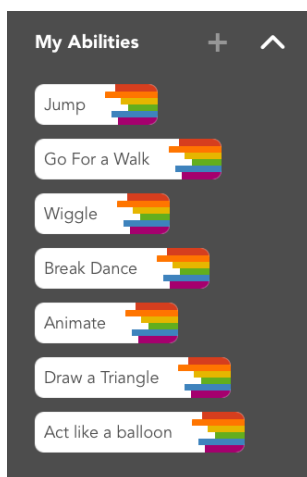 My Abilities
Jump
Go For a Walk
Wiggle
Break Dance
Animate
Draw a Triangle
Act like a balloon